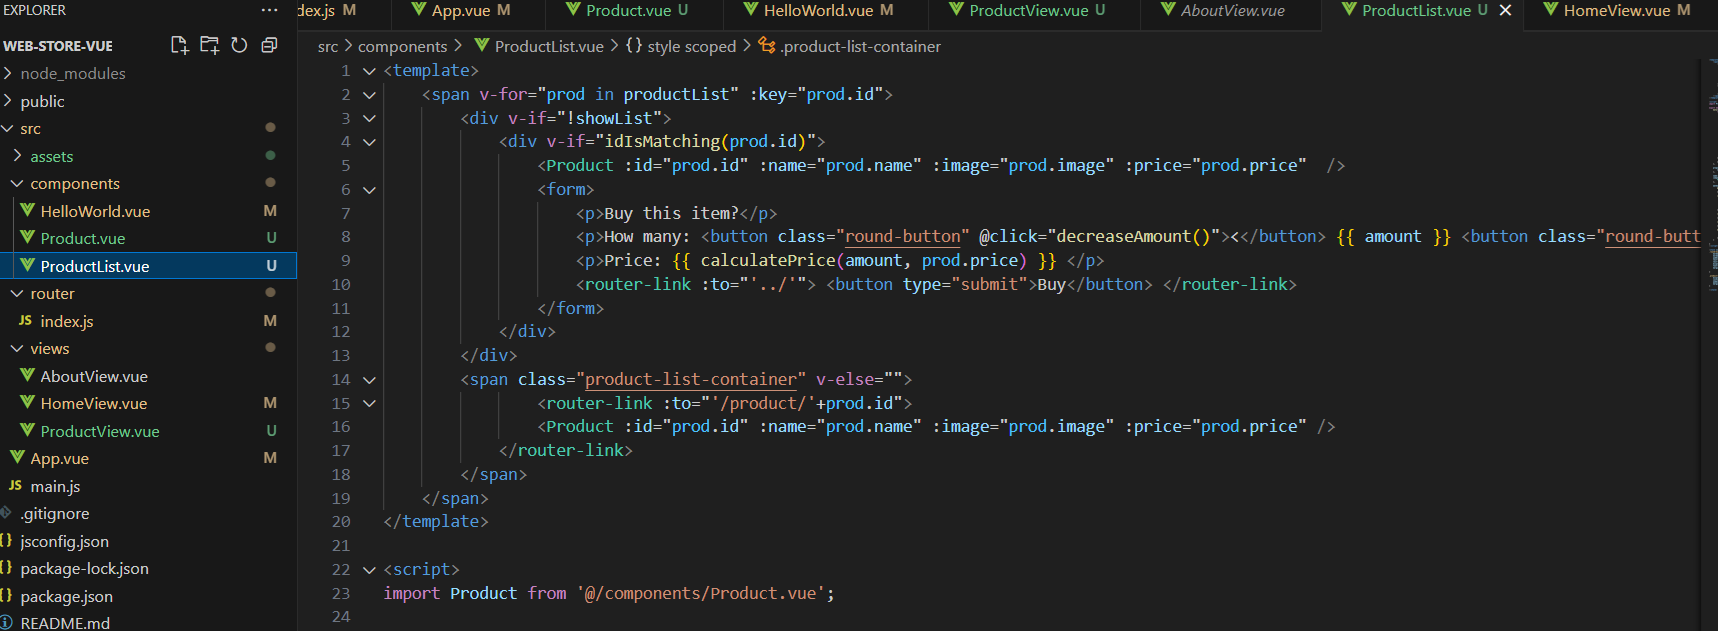 EXPLORER ···
WEB-STORE-VUE
node_modules
public
src
assets
components
HelloWorld.vue M
Product.vue U
ProductList.vue U
router
JS index.js M
views
AboutView.vue
HomeView.vue M
ProductView.vue U
App.vue M
JS main.js
.gitignore
{} jsconfig.json
{} package-lock.json
{} package.json
README.md
dex.js M App.vue M Product.vue U HelloWorld.vue M ProductView.vue U AboutView.vue ProductList.vue U HomeView.vue M
src > components > ProductList.vue > {} style scoped > .product-list-container
1 <template>
2 <span v-for="prod in productList" :key="prod.id">
3 <div v-if="!showList">
4 <div v-if="idIsMatching(prod.id)">
5 <Product :id="prod.id" :name="prod.name" :image="prod.image" :price="prod.price"  />
6 <form>
7 <p>Buy this item?</p>
8 <p>How many: <button class="round-button" @click="decreaseAmount()"><</button> {{ amount }} <button class="round-butt
9 <p>Price: {{ calculatePrice(amount, prod.price) }} </p>
10 <router-link :to="'../'"> <button type="submit">Buy</button> </router-link>
11 </form>
12 </div>
13 </div>
14 <span class="product-list-container" v-else="">
15 <router-link :to="'/product/'+prod.id">
16 <Product :id="prod.id" :name="prod.name" :image="prod.image" :price="prod.price" />
17 </router-link>
18 </span>
19 </span>
20 </template>
21
22 <script>
23 import Product from '@/components/Product.vue';
24